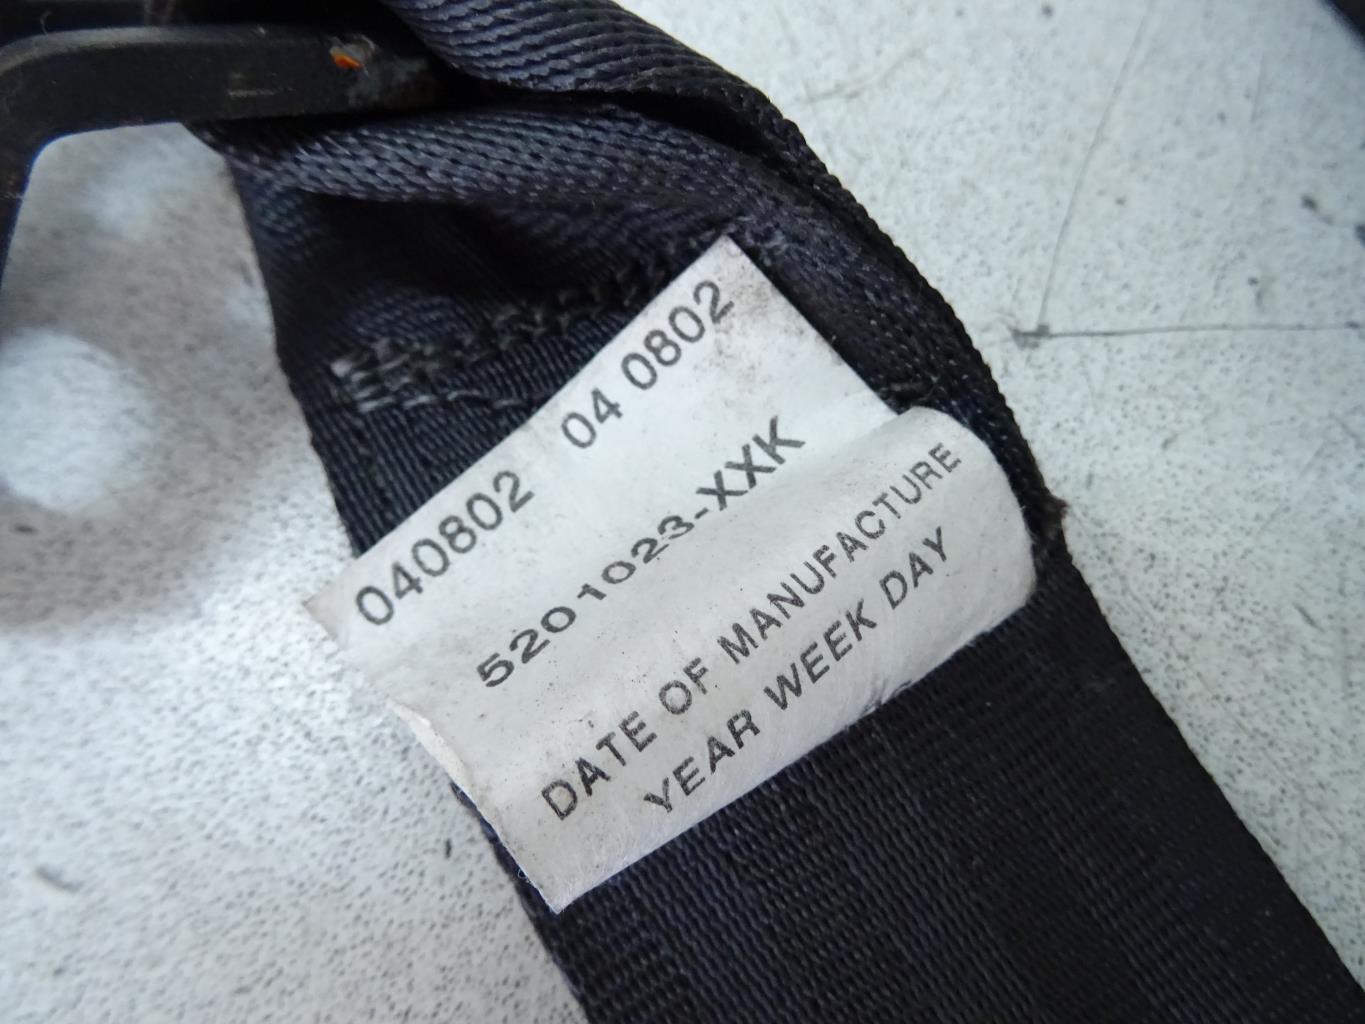 040802 04 0802
5201023-XXK
DATE OF MANUFACTURE
YEAR WEEK DAY